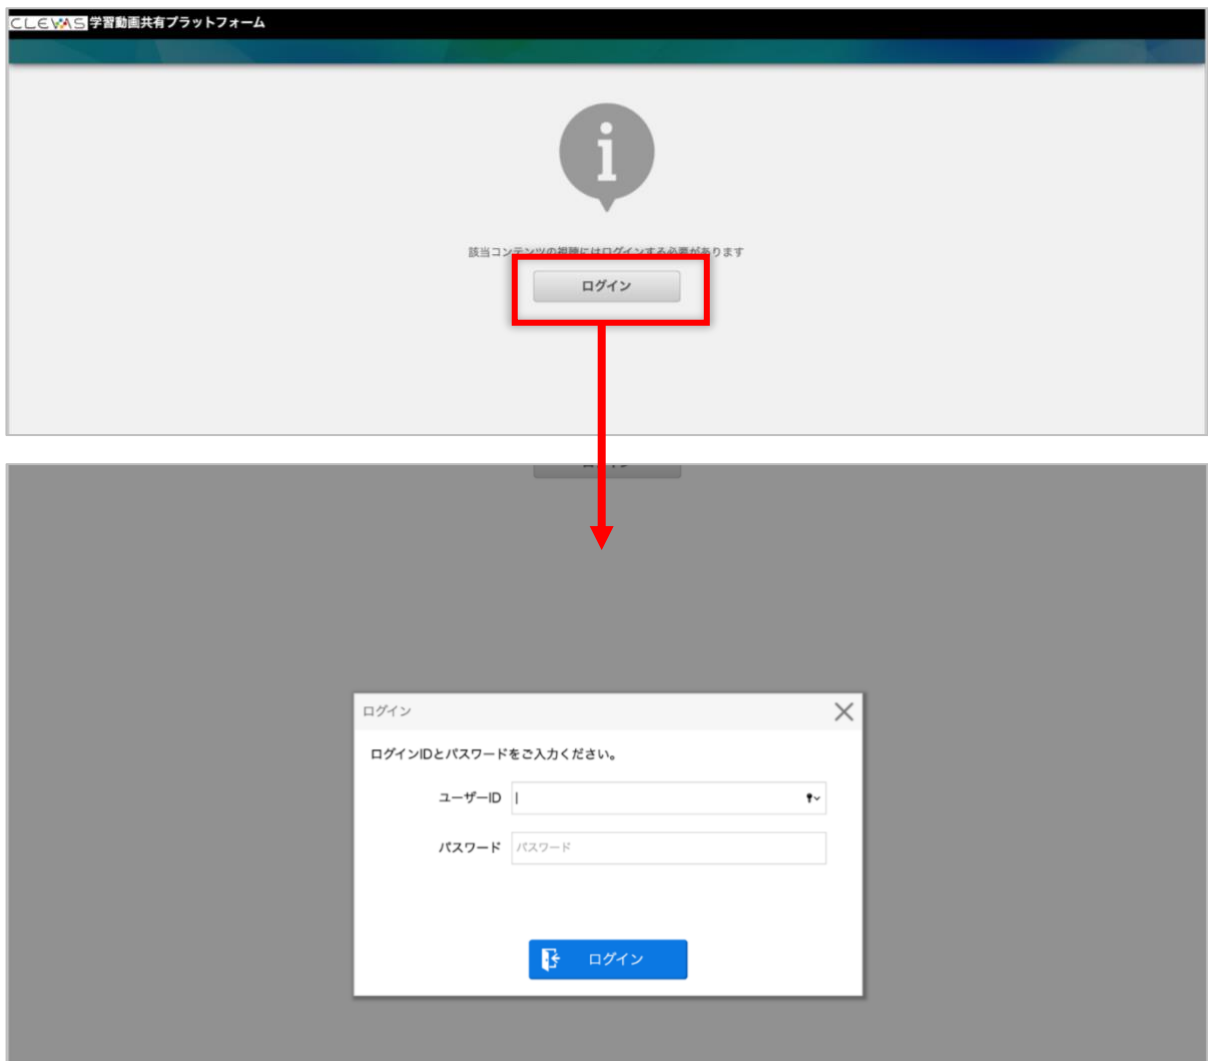 CLEVAS 学習動画共有プラットフォーム
該当コンテンツの視聴にはログインする必要があります
ログイン
ログイン
ログインIDとパスワードをご入力ください。
ユーザーID
パスワード パスワード
ログイン